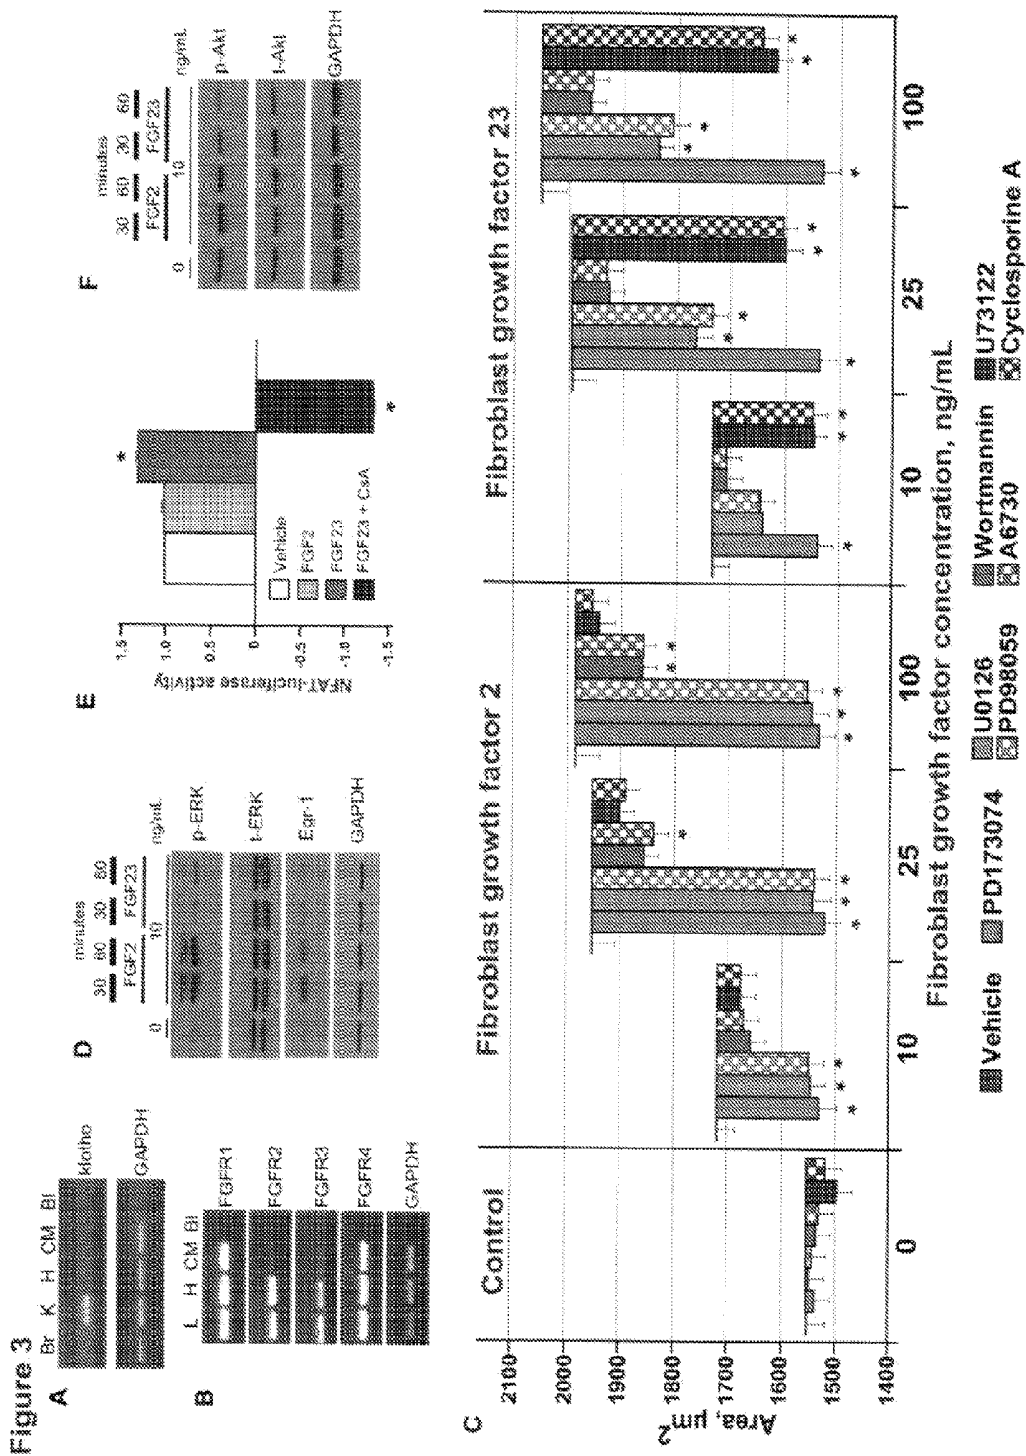 Figure 3
A
Br K H CM Bl
klotho
GAPDH
B
L H CM Bl
FGFR1
FGFR2
FGFR3
FGFR4
GAPDH
D
minutes
30 60 30 60
FGF2 FGF23
0 10 ng/mL
p-ERK
t-ERK
Egr-1
GAPDH
E
NFAT-luciferase activity
1.5
1.0
0.5
0
-0.5
-1.0
-1.5
*
*
Vehicle
FGF2
FGF23
FGF23 + CsA
F
minutes
30 60 30 60
FGF2 FGF23
0 10 ng/mL
p-Akt
t-Akt
GAPDH
C
Control
Fibroblast growth factor 2
Fibroblast growth factor 23
Area, µm2
2100
2000
1900
1800
1700
1600
1500
1400
0 10 25 100 10 25 100
Fibroblast growth factor concentration, ng/mL
Vehicle PD173074 U0126 Wortmannin U73122
PD98059 A6730 Cyclosporine A